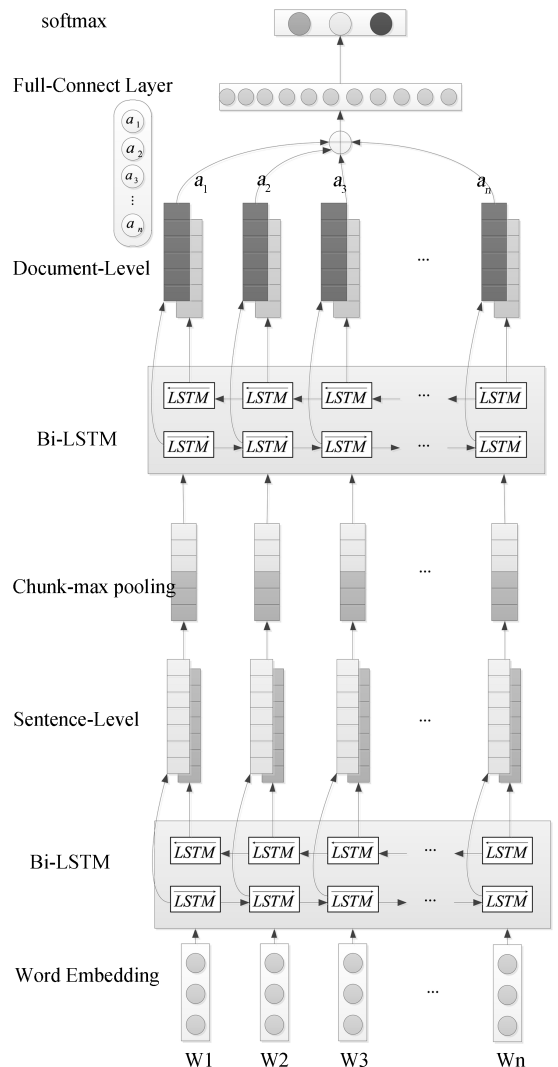 softmax
Full-Connect Layer
a1
a2
a3
⋮
an
a1 a2 a3 an
Document-Level ...
LSTM LSTM LSTM ... LSTM
Bi-LSTM
LSTM LSTM LSTM ... LSTM
Chunk-max pooling ...
Sentence-Level ...
LSTM LSTM LSTM ... LSTM
Bi-LSTM
LSTM LSTM LSTM ... LSTM
Word Embedding ...
W1 W2 W3 Wn